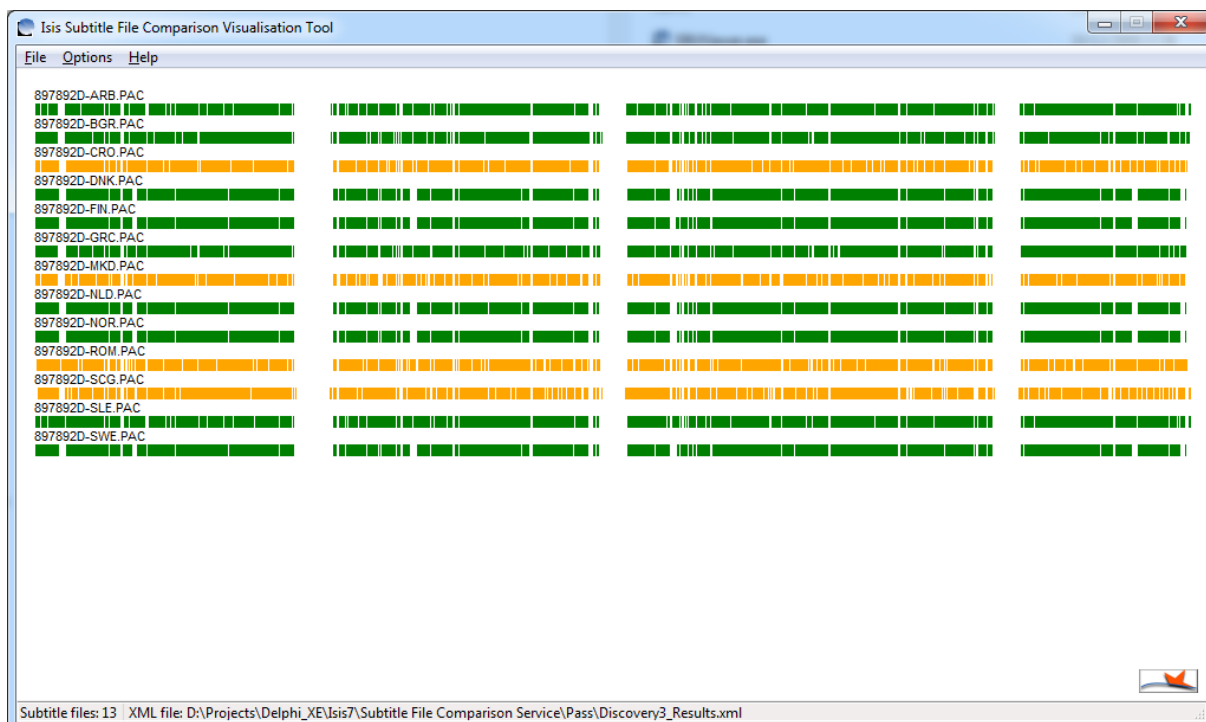 Isis Subtitle File Comparison Visualisation Tool
File Options Help
897892D-ARB.PAC
897892D-BGR.PAC
897892D-CRO.PAC
897892D-DNK.PAC
897892D-FIN.PAC
897892D-GRC.PAC
897892D-MKD.PAC
897892D-NLD.PAC
897892D-NOR.PAC
897892D-ROM.PAC
897892D-SCG.PAC
897892D-SLE.PAC
897892D-SWE.PAC
Subtitle files: 13 XML file: D:\Projects\Delphi_XE\Isis7\Subtitle File Comparison Service\Pass\Discovery3_Results.xml